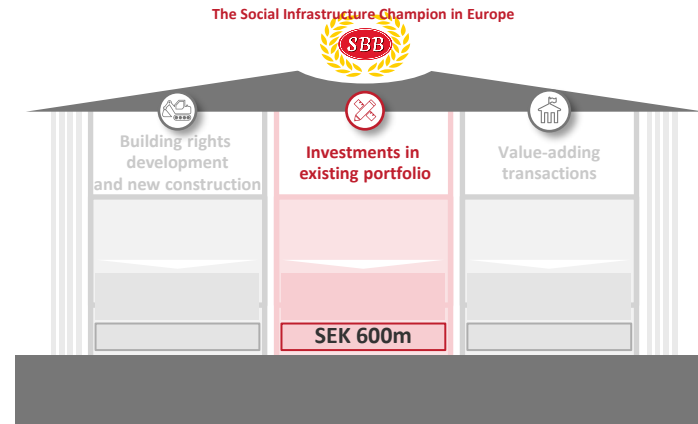 The Social Infrastructure Champion in Europe
SBB
Building rights
development
and new construction
Investments in
existing portfolio
Value-adding
transactions
SEK 600m